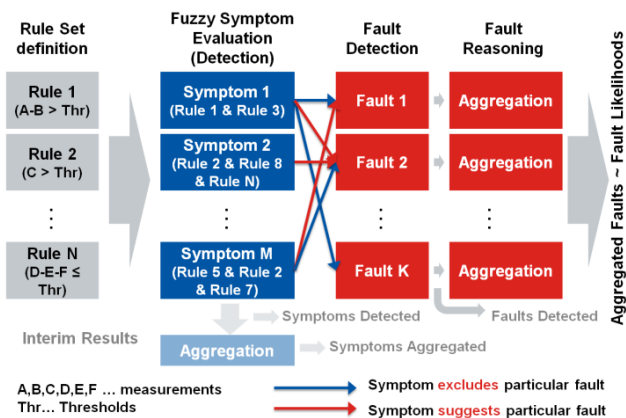 Rule Set
definition
Fuzzy Symptom
Evaluation
(Detection)
Fault
Detection
Fault
Reasoning
Rule 1
(A-B > Thr)
Rule 2
(C > Thr)
⋮
Rule N
(D-E-F ≤
Thr)
Symptom 1
(Rule 1 & Rule 3)
Symptom 2
(Rule 2 & Rule 8
& Rule N)
⋮
Symptom M
(Rule 5 & Rule 2
& Rule 7)
Fault 1
Fault 2
⋮
Fault K
Aggregation
Aggregation
⋮
Aggregation
Aggregated Faults ~ Fault Likelihoods
Symptoms Detected
Faults Detected
Interim Results
Aggregation
Symptoms Aggregated
A,B,C,D,E,F ... measurements
Thr... Thresholds
Symptom excludes particular fault
Symptom suggests particular fault